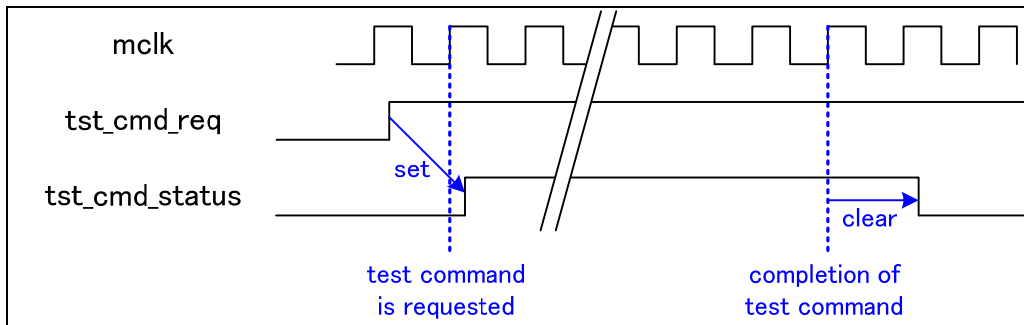 mclk
tst_cmd_req
set
tst_cmd_status
clear
test command
is requested
completion of
test command